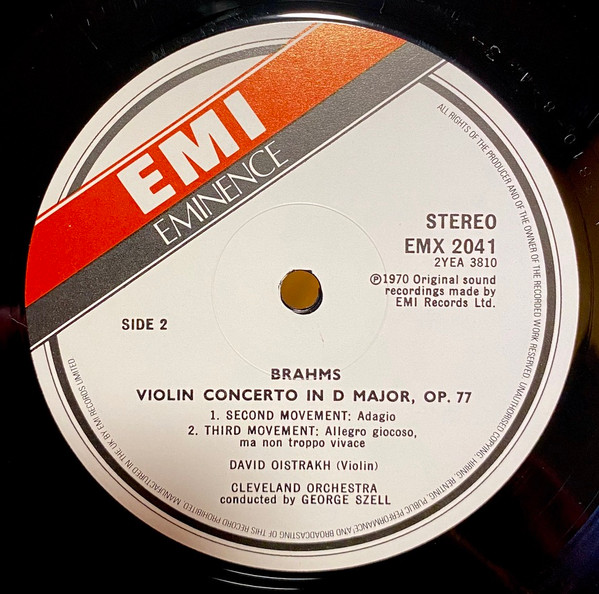 EMI
EMINENCE
STEREO
EMX 2041
2YEA 3810
Ⓟ1970 Original sound
recordings made by
EMI Records Ltd.
SIDE 2
BRAHMS
VIOLIN CONCERTO IN D MAJOR, OP. 77
1. SECOND MOVEMENT; Adagio
2. THIRD MOVEMENT; Allegro giocoso,
ma non troppo vivace
DAVID OISTRAKH (Violin)
CLEVELAND ORCHESTRA
conducted by GEORGE SZELL
ALL RIGHTS OF THE PRODUCER AND OF THE OWNER OF THE RECORDED WORK RESERVED. UNAUTHORISED COPYING, HIRING, RENTING, PUBLIC PERFORMANCE AND BROADCASTING OF THIS RECORD PROHIBITED. MANUFACTURED IN THE UK BY EMI RECORDS LIMITED